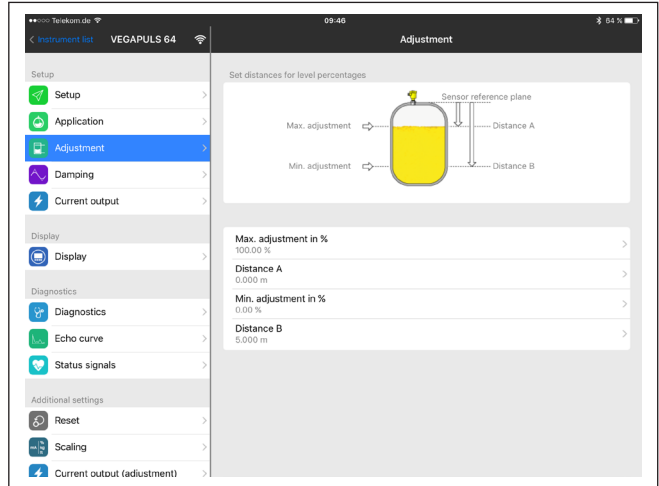 Telekom.de
09:46
64 %
Instrument list
VEGAPULS 64
Adjustment
Setup
Setup
Application
Adjustment
Damping
Current output
Display
Display
Diagnostics
Diagnostics
Echo curve
Status signals
Additional settings
Reset
Scaling
Current output (adjustment)
Set distances for level percentages
Sensor reference plane
Max. adjustment
Distance A
Min. adjustment
Distance B
Max. adjustment in %
100.00 %
Distance A
0.000 m
Min. adjustment in %
0.00 %
Distance B
5.000 m